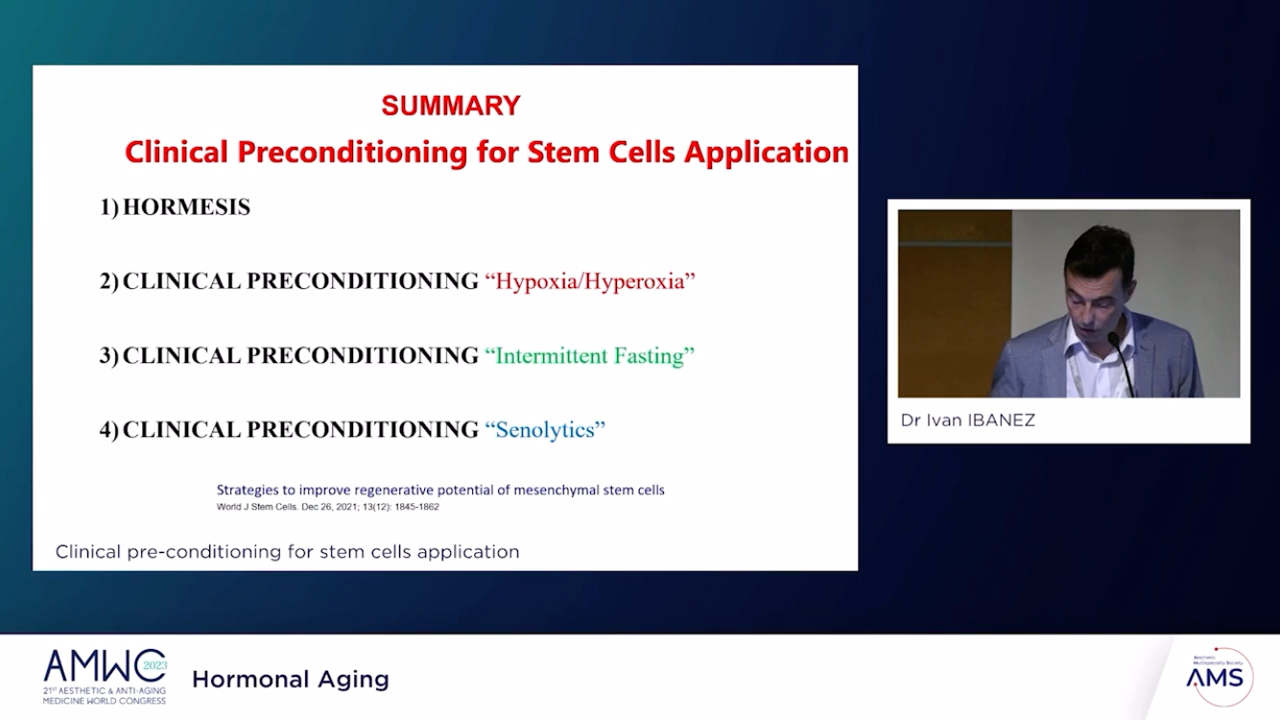 SUMMARY
Clinical Preconditioning for Stem Cells Application
1) HORMESIS
2) CLINICAL PRECONDITIONING “Hypoxia/Hyperoxia”
3) CLINICAL PRECONDITIONING “Intermittent Fasting”
4) CLINICAL PRECONDITIONING “Senolytics”
Strategies to improve regenerative potential of mesenchymal stem cells
World J Stem Cells. Dec 26, 2021; 13(12): 1845-1862
Clinical pre-conditioning for stem cells application
Dr Ivan IBANEZ
AMWC 2023
21ST AESTHETIC & ANTI-AGING
MEDICINE WORLD CONGRESS
Hormonal Aging
Aesthetic
Multispecialty Society
AMS